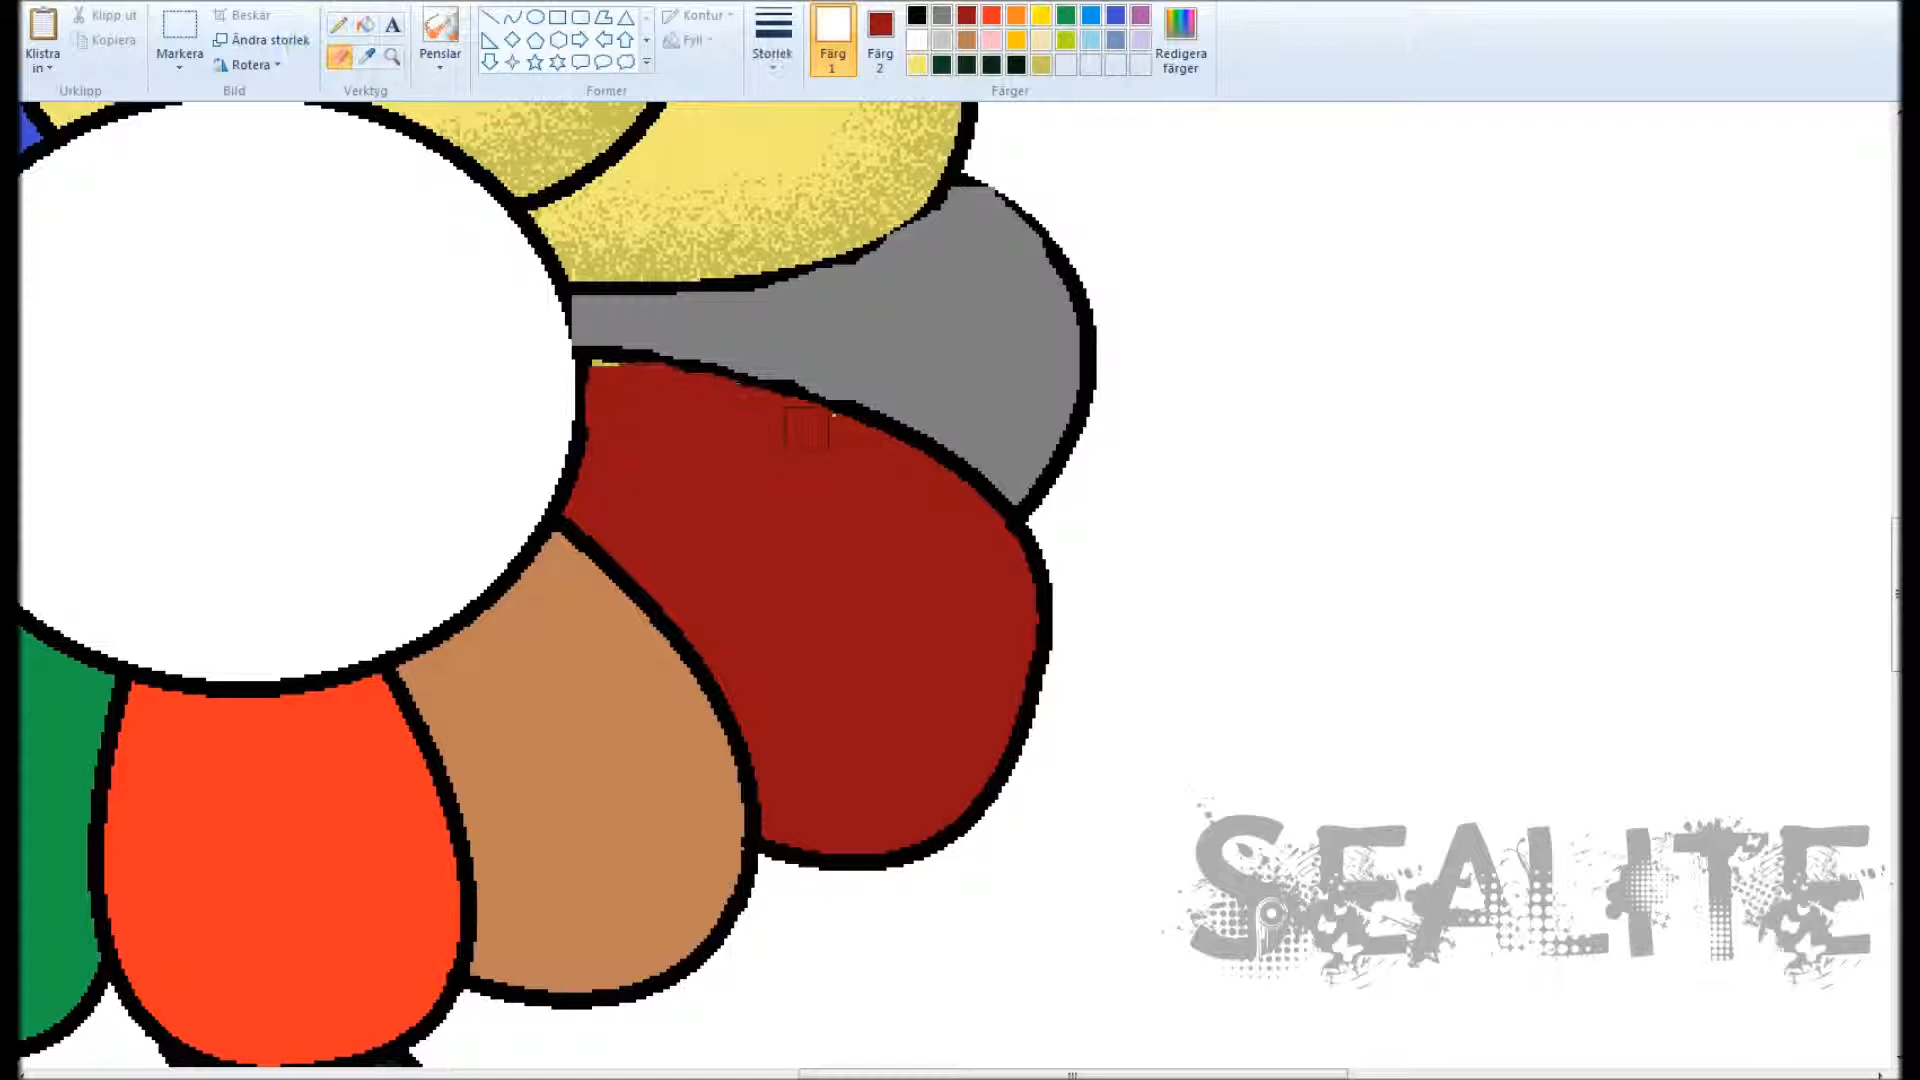 Klistra in
Klipp ut
Kopiera
Urklipp
Markera
Beskär
Ändra storlek
Rotera
Bild
A
Verktyg
Penslar
Former
Kontur
Fyll
Storlek
Färg 1
Färg 2
Färger
Redigera färger
SEALITE